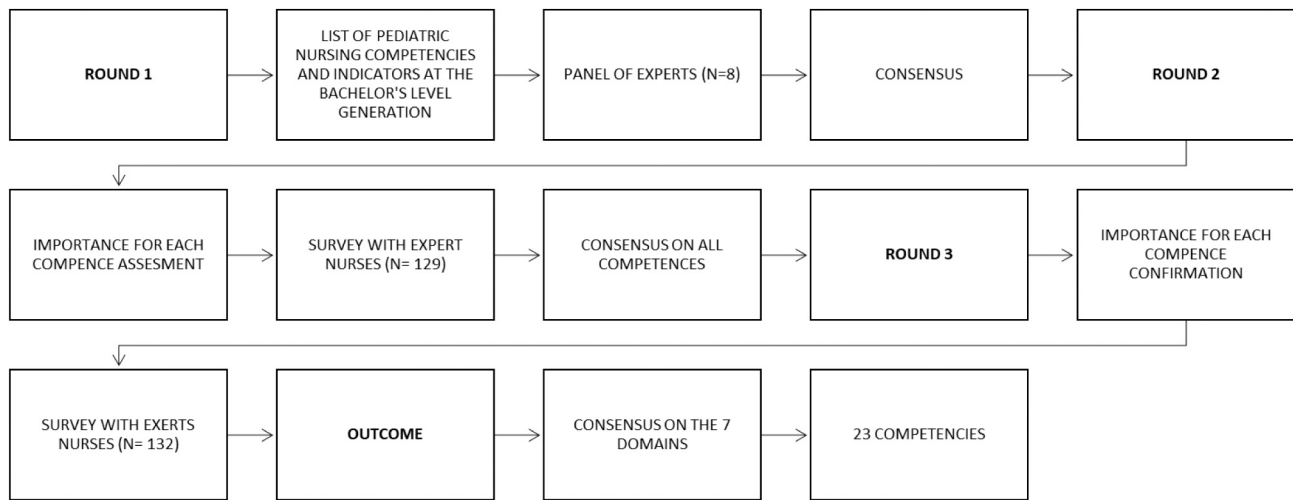 ROUND 1
LIST OF PEDIATRIC
NURSING COMPETENCIES
AND INDICATORS AT THE
BACHELOR'S LEVEL
GENERATION
PANEL OF EXPERTS (N=8)
CONSENSUS
ROUND 2
IMPORTANCE FOR EACH
COMPENCE ASSESMENT
SURVEY WITH EXPERT
NURSES (N= 129)
CONSENSUS ON ALL
COMPETENCES
ROUND 3
IMPORTANCE FOR EACH
COMPENCE
CONFIRMATION
SURVEY WITH EXERTS
NURSES (N= 132)
OUTCOME
CONSENSUS ON THE 7
DOMAINS
23 COMPETENCIES